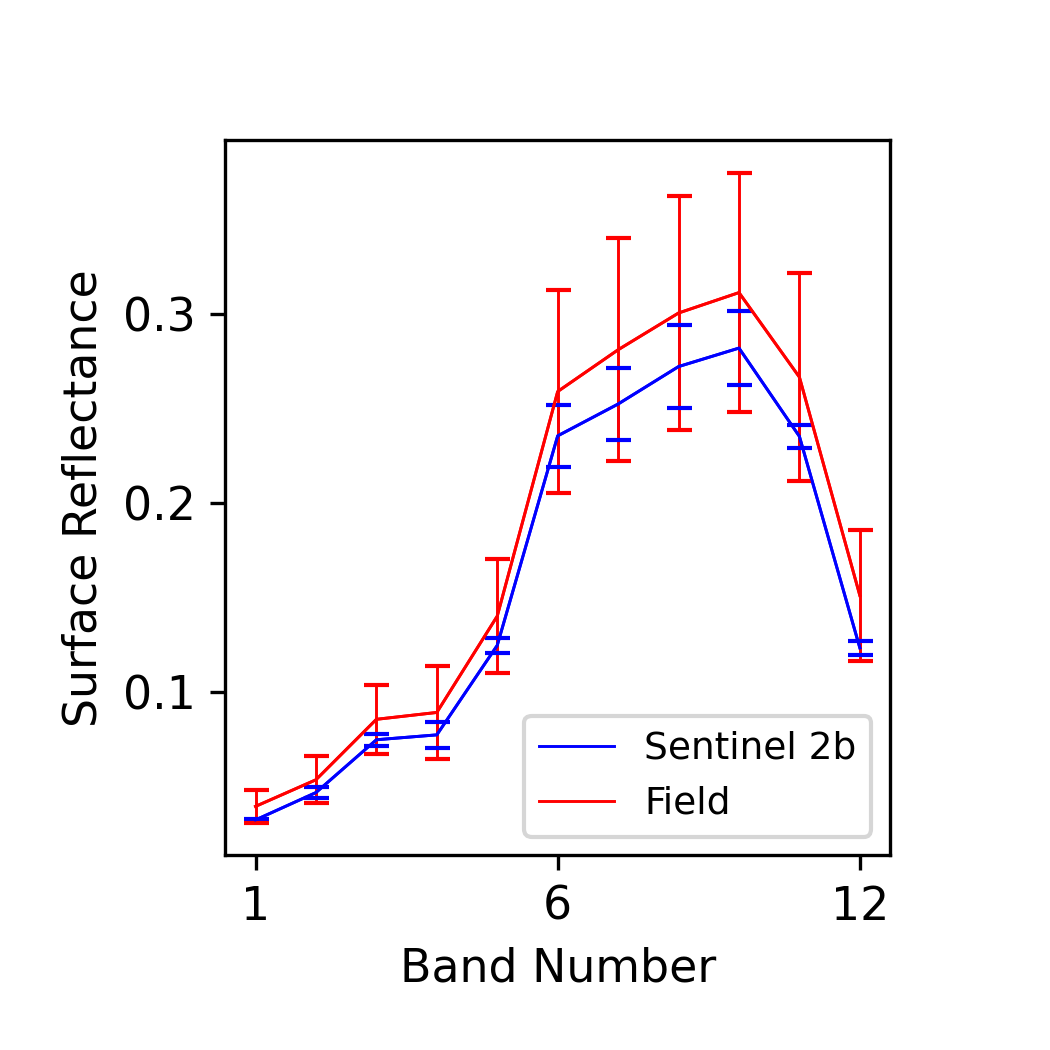 Surface Reflectance
0.3
0.2
0.1
Sentinel 2b
Field
1
6
12
Band Number